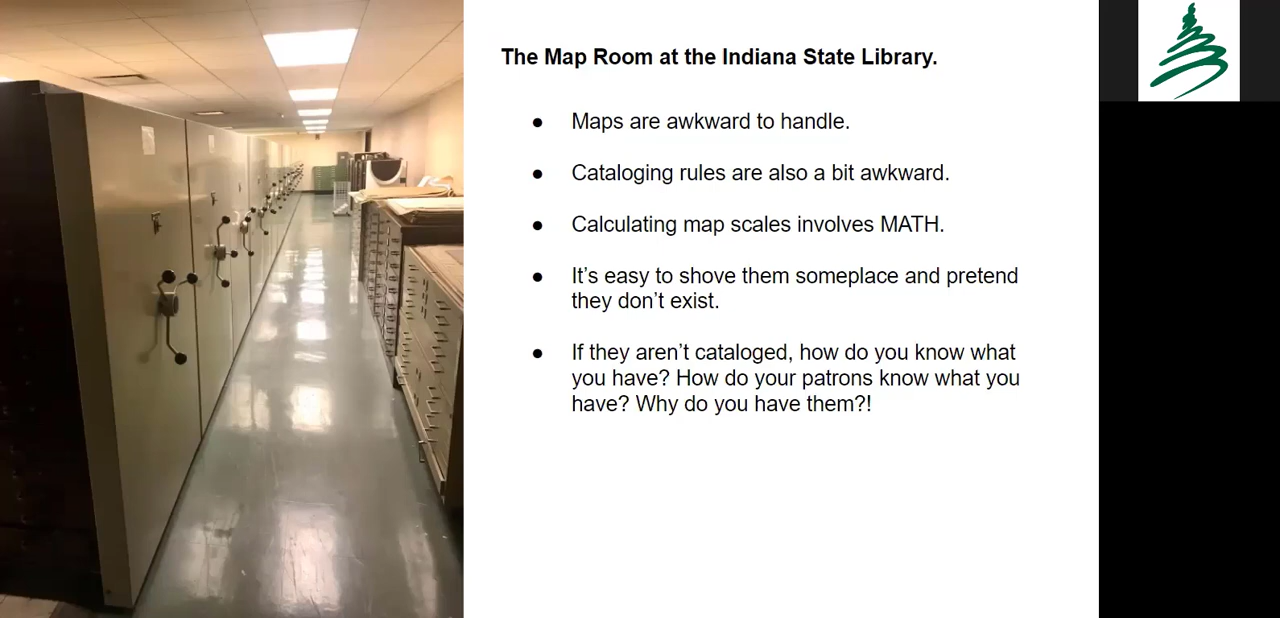 The Map Room at the Indiana State Library.
● Maps are awkward to handle.
● Cataloging rules are also a bit awkward.
● Calculating map scales involves MATH.
● It’s easy to shove them someplace and pretend
they don’t exist.
● If they aren’t cataloged, how do you know what
you have? How do your patrons know what you
have? Why do you have them?!